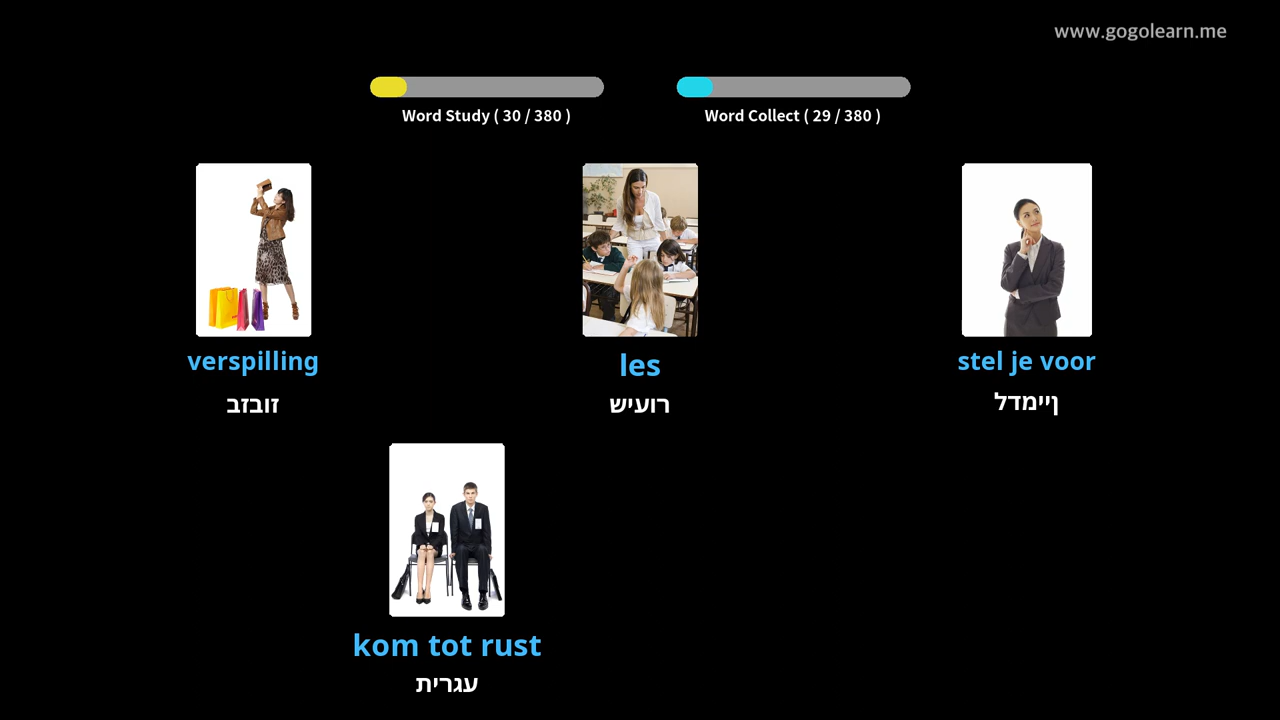 www.gogolearn.me
Word Study ( 30 / 380 )
Word Collect ( 29 / 380 )
verspilling
זובזב
les
רועיש
stel je voor
ןיימדל
kom tot rust
עגרית